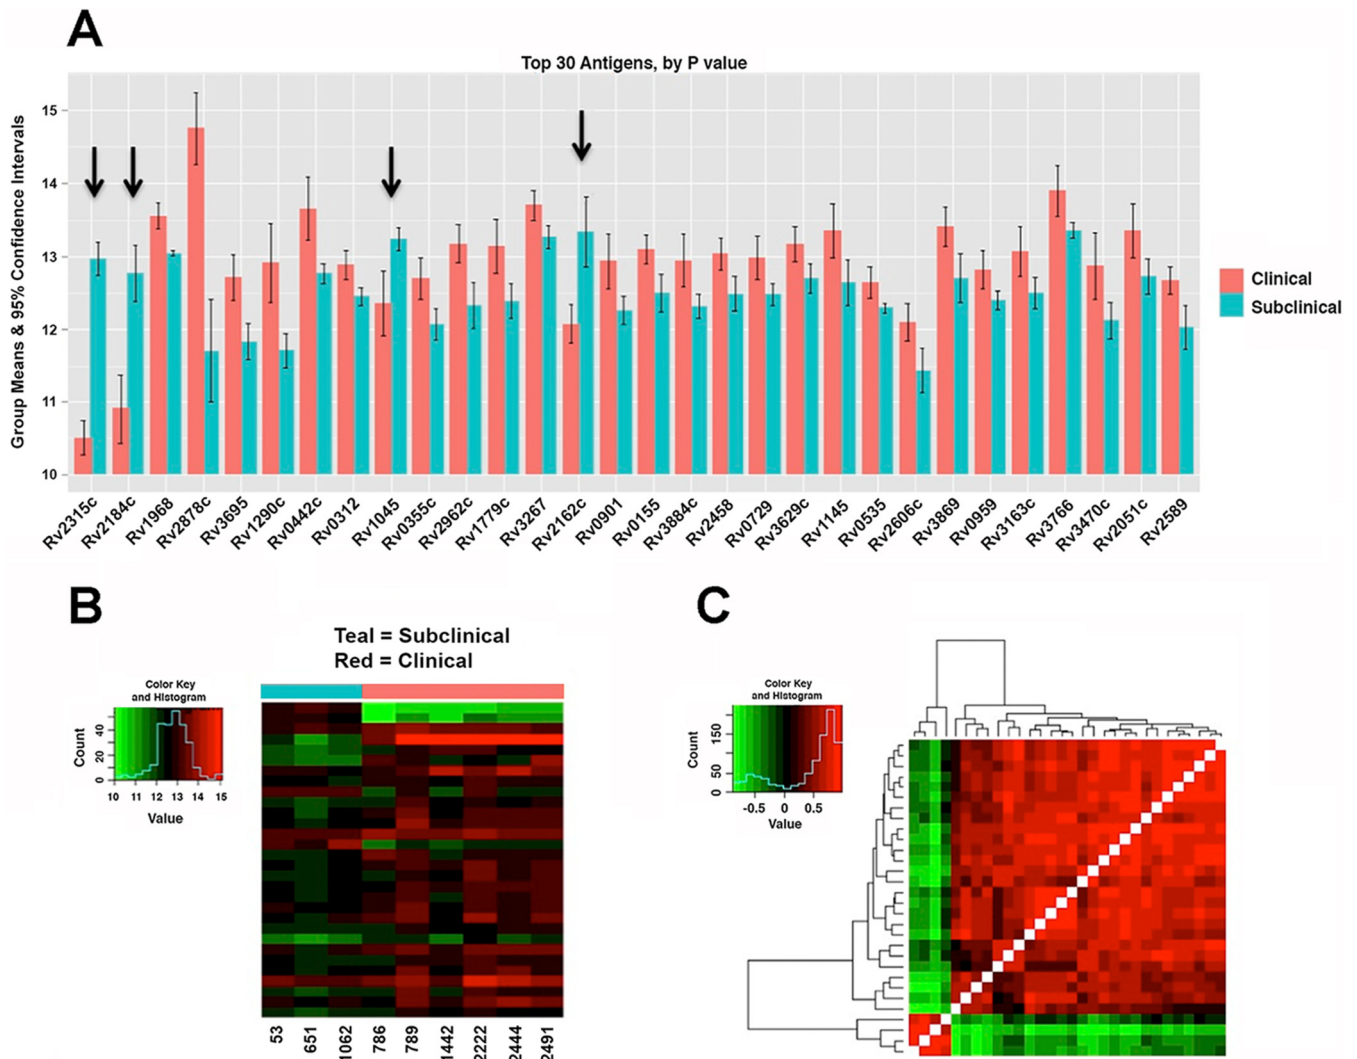 A
Top 30 Antigens, by P value
Group Means & 95% Confidence Intervals
15
14
13
12
11
10
Clinical
Subclinical
Rv2315c
Rv2184c
Rv1968
Rv2878c
Rv3695
Rv1290c
Rv0442c
Rv0312
Rv1045
Rv0355c
Rv2962c
Rv1779c
Rv3267
Rv2162c
Rv0901
Rv0155
Rv3884c
Rv2458
Rv0729
Rv3629c
Rv1145
Rv0535
Rv2606c
Rv3869
Rv0959
Rv3163c
Rv3766
Rv3470c
Rv2051c
Rv2589
B
Teal = Subclinical
Red = Clinical
Color Key
and Histogram
Count
0 20 40
10 11 12 13 14 15
Value
53
651
1062
786
789
1442
2222
2444
2491
C
Color Key
and Histogram
Count
0 50 150
-0.5 0 0.5
Value